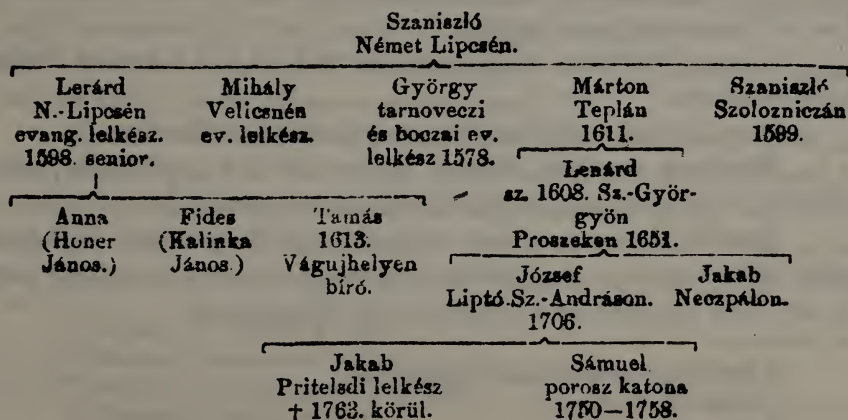 Szaniszló
Német Lipcsén.
Lerárd Mihály György Márton Szaniszló
N.-Lipcsén Velicsnén tarnoveczi Teplán Szolozniczán
evang. lelkész. ev. lelkész. és boczai ev. 1611. 1599.
1598. senior. lelkész 1578.
Lenárd
sz. 1608. Sz.-Györ-
gyön
Proszeken 1651.
Anna Fides Tamás
(Honer (Kalinka 1613.
János.) János.) Vágujhelyen
bíró.
József Jakab
Liptó.Sz.-Andráson. Neczpálon.
1706.
Jakab Sámuel
Pritelsdi lelkész porosz katona
† 1763. körül. 1750—1758.